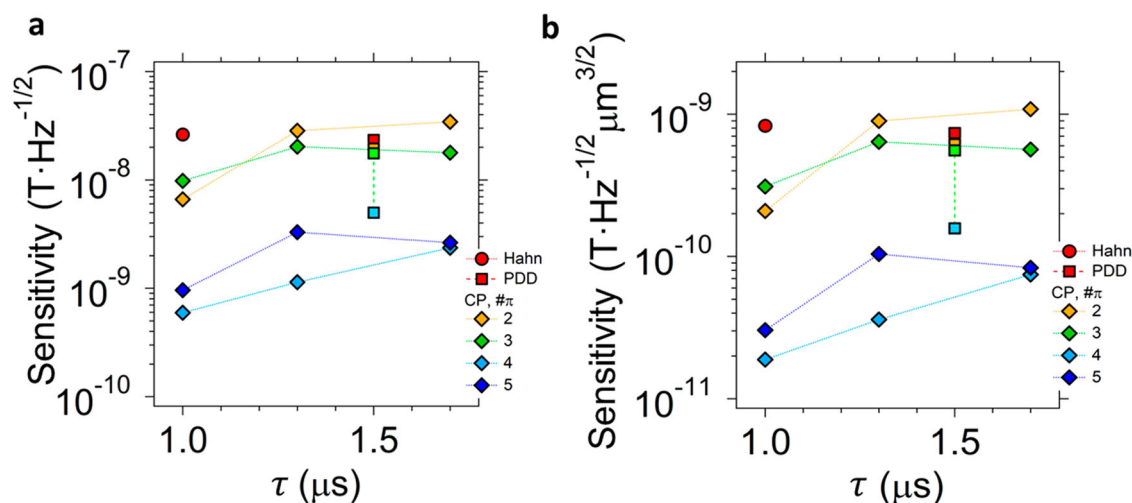 a
Sensitivity (T·Hz^-1/2)
10^-7
10^-8
10^-9
10^-10
1.0
1.5
τ (μs)
Hahn
PDD
CP, #π
2
3
4
5
b
Sensitivity (T·Hz^-1/2 μm^3/2)
10^-9
10^-10
10^-11
1.0
1.5
τ (μs)
Hahn
PDD
CP, #π
2
3
4
5